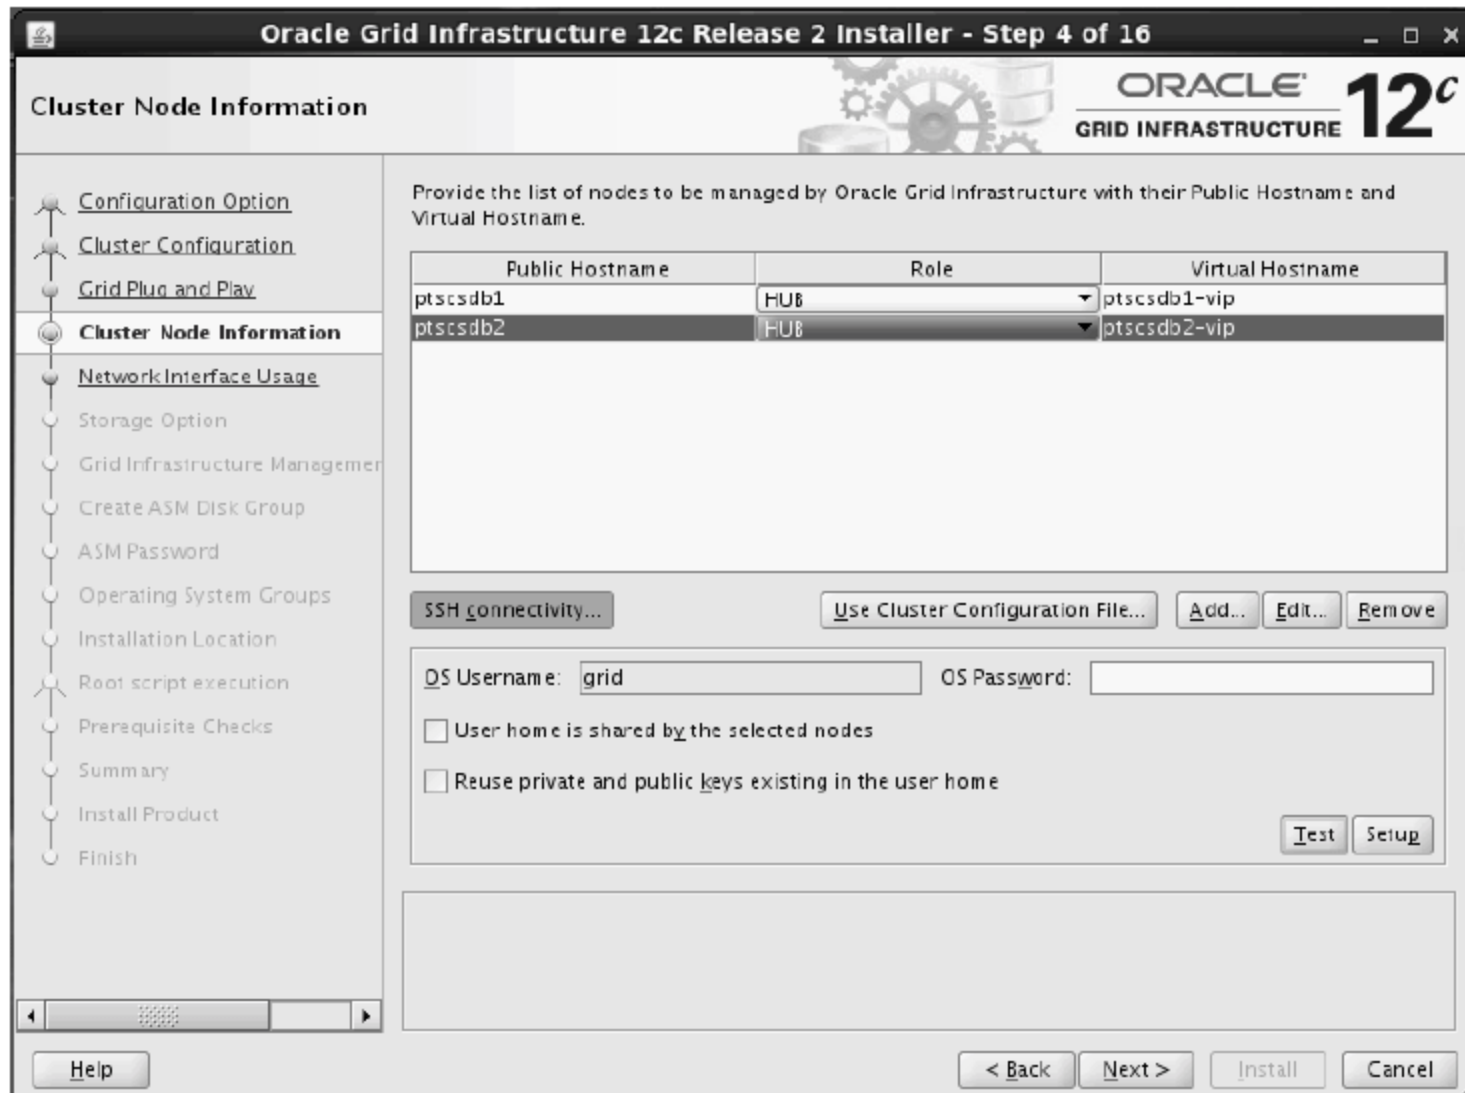 Oracle Grid Infrastructure 12c Release 2 Installer - Step 4 of 16
Cluster Node Information
ORACLE
GRID INFRASTRUCTURE
12c
Configuration Option
Cluster Configuration
Grid Plug and Play
Cluster Node Information
Network Interface Usage
Storage Option
Grid Infrastructure Managemer
Create ASM Disk Group
ASM Password
Operating System Groups
Installation Location
Root script execution
Prerequisite Checks
Summary
Install Product
Finish
Provide the list of nodes to be managed by Oracle Grid Infrastructure with their Public Hostname and
Virtual Hostname.
Public Hostname Role Virtual Hostname
ptscsdb1 HUB ptscsdb1-vip
ptscsdb2 HUB ptscsdb2-vip
SSH connectivity... Use Cluster Configuration File... Add... Edit... Remove
OS Username: grid OS Password:
User home is shared by the selected nodes
Reuse private and public keys existing in the user home
Test Setup
Help < Back Next > Install Cancel